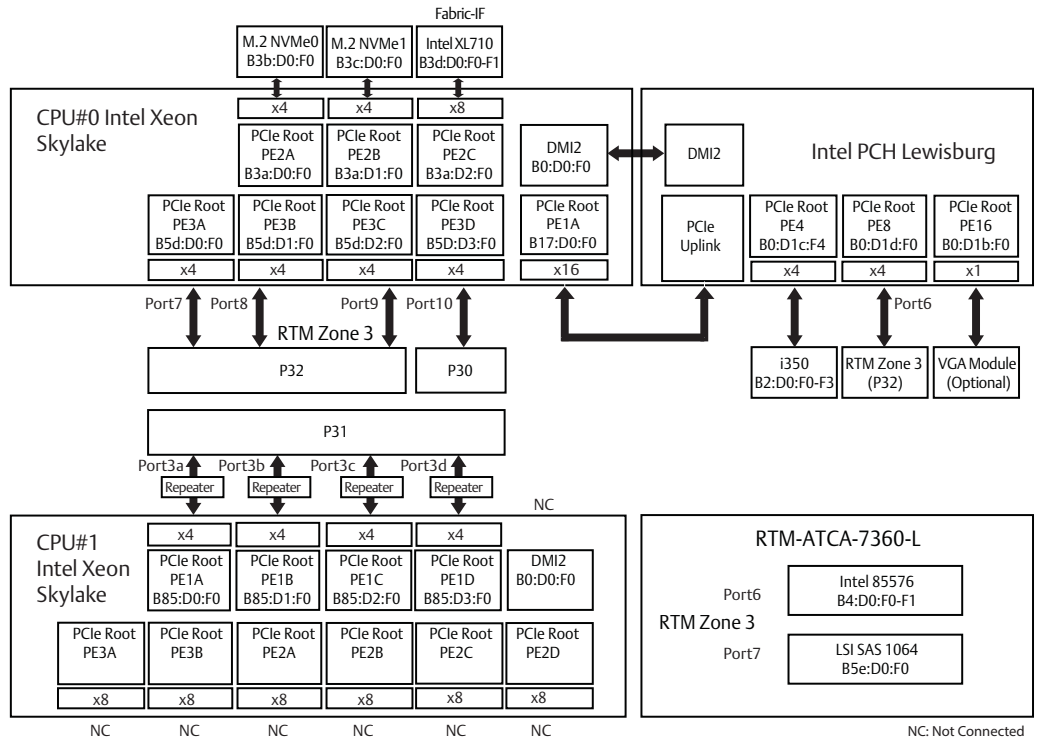 Fabric-IF
M.2 NVMe0
B3b:D0:F0
M.2 NVMe1
B3c:D0:F0
Intel XL710
B3d:D0:F0-F1
CPU#0 Intel Xeon
Skylake
x4
x4
x8
PCIe Root
PE2A
B3a:D0:F0
PCIe Root
PE2B
B3a:D1:F0
PCIe Root
PE2C
B3a:D2:F0
DMI2
B0:D0:F0
PCIe Root
PE3A
B5d:D0:F0
PCIe Root
PE3B
B5d:D1:F0
PCIe Root
PE3C
B5d:D2:F0
PCIe Root
PE3D
B5D:D3:F0
PCIe Root
PE1A
B17:D0:F0
x4
x4
x4
x4
x16
DMI2
Intel PCH Lewisburg
PCIe
Uplink
PCIe Root
PE4
B0:D1c:F4
PCIe Root
PE8
B0:D1d:F0
PCIe Root
PE16
B0:D1b:F0
x4
x4
x1
Port7
Port8
Port9
Port10
Port6
RTM Zone 3
P32
P30
i350
B2:D0:F0-F3
RTM Zone 3
(P32)
VGA Module
(Optional)
P31
Port3a
Port3b
Port3c
Port3d
Repeater
Repeater
Repeater
Repeater
NC
CPU#1
Intel Xeon
Skylake
x4
x4
x4
x4
PCIe Root
PE1A
B85:D0:F0
PCIe Root
PE1B
B85:D1:F0
PCIe Root
PE1C
B85:D2:F0
PCIe Root
PE1D
B85:D3:F0
DMI2
B0:D0:F0
PCIe Root
PE3A
PCIe Root
PE3B
PCIe Root
PE2A
PCIe Root
PE2B
PCIe Root
PE2C
PCIe Root
PE2D
x8
x8
x8
x8
x8
x8
NC
NC
NC
NC
NC
NC
RTM-ATCA-7360-L
Port6
Intel 85576
B4:D0:F0-F1
RTM Zone 3
Port7
LSI SAS 1064
B5e:D0:F0
NC: Not Connected